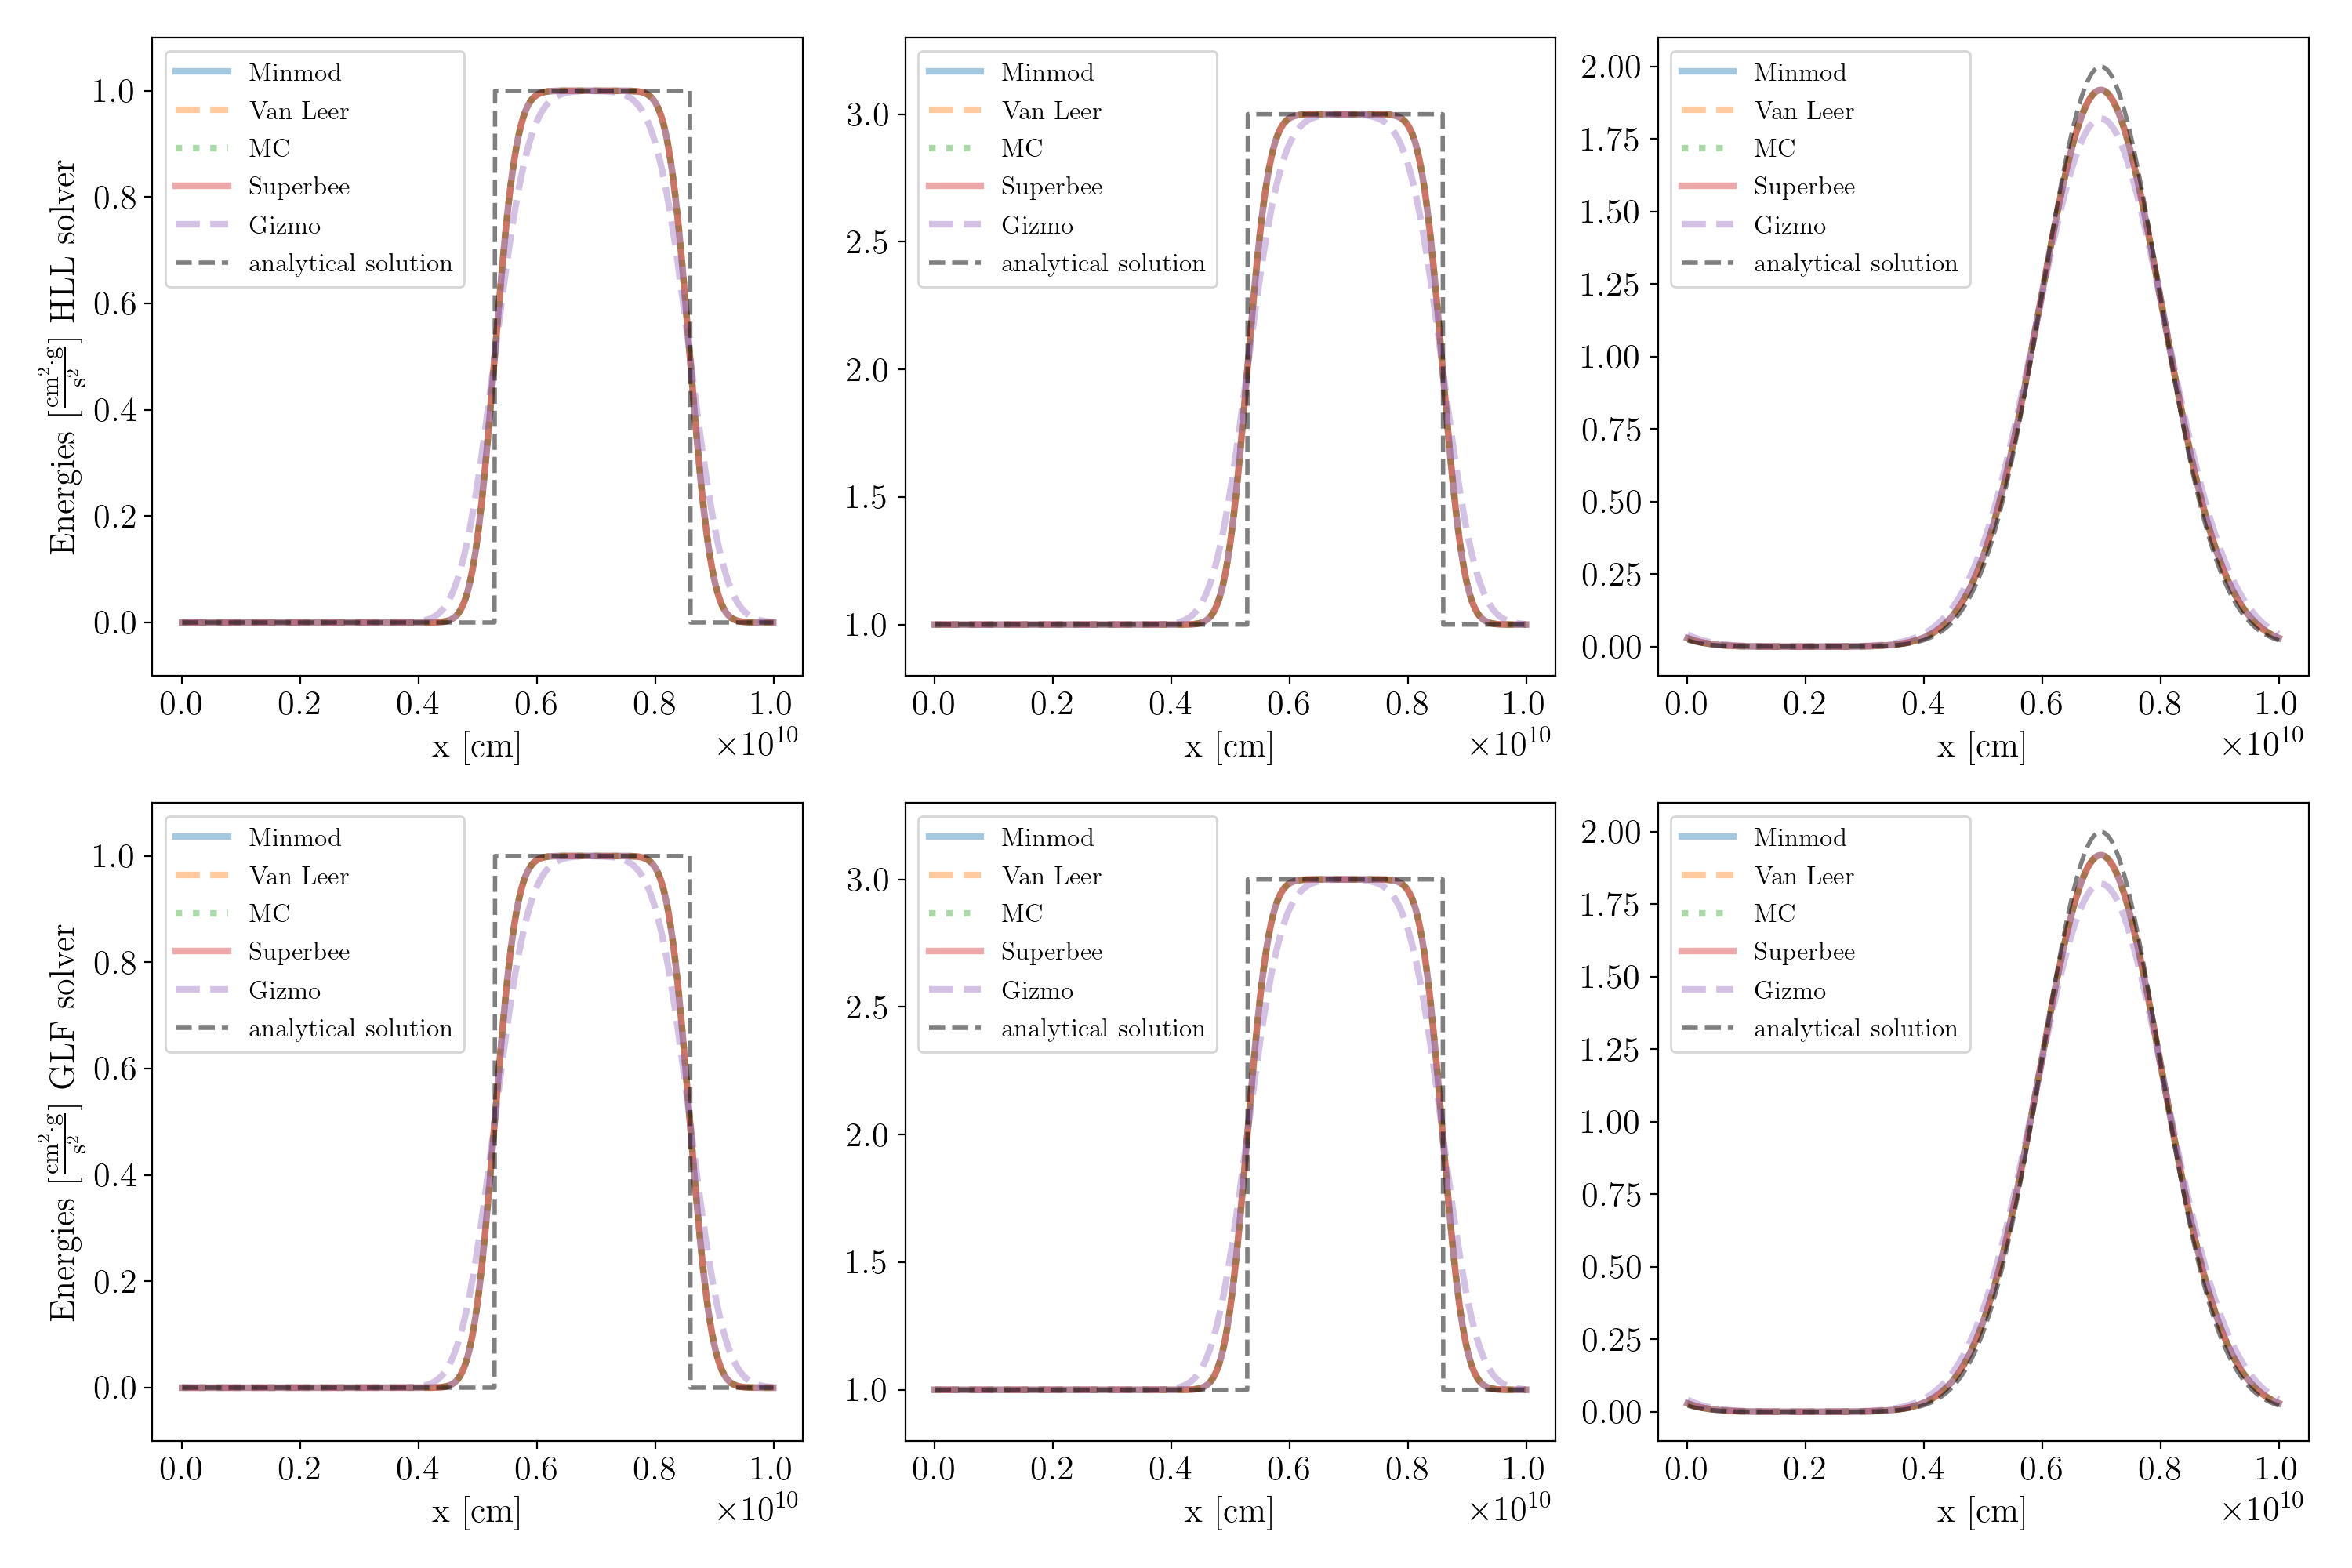 Energies [cm²·g/s²] HLL solver
1.0
0.8
0.6
0.4
0.2
0.0
Minmod
Van Leer
MC
Superbee
Gizmo
analytical solution
0.0 0.2 0.4 0.6 0.8 1.0
x [cm]
×10¹⁰
3.0
2.5
2.0
1.5
1.0
Minmod
Van Leer
MC
Superbee
Gizmo
analytical solution
0.0 0.2 0.4 0.6 0.8 1.0
x [cm]
×10¹⁰
2.00
1.75
1.50
1.25
1.00
0.75
0.50
0.25
0.00
Minmod
Van Leer
MC
Superbee
Gizmo
analytical solution
0.0 0.2 0.4 0.6 0.8 1.0
x [cm]
×10¹⁰
Energies [cm²·g/s²] GLF solver
1.0
0.8
0.6
0.4
0.2
0.0
Minmod
Van Leer
MC
Superbee
Gizmo
analytical solution
0.0 0.2 0.4 0.6 0.8 1.0
x [cm]
×10¹⁰
3.0
2.5
2.0
1.5
1.0
Minmod
Van Leer
MC
Superbee
Gizmo
analytical solution
0.0 0.2 0.4 0.6 0.8 1.0
x [cm]
×10¹⁰
2.00
1.75
1.50
1.25
1.00
0.75
0.50
0.25
0.00
Minmod
Van Leer
MC
Superbee
Gizmo
analytical solution
0.0 0.2 0.4 0.6 0.8 1.0
x [cm]
×10¹⁰